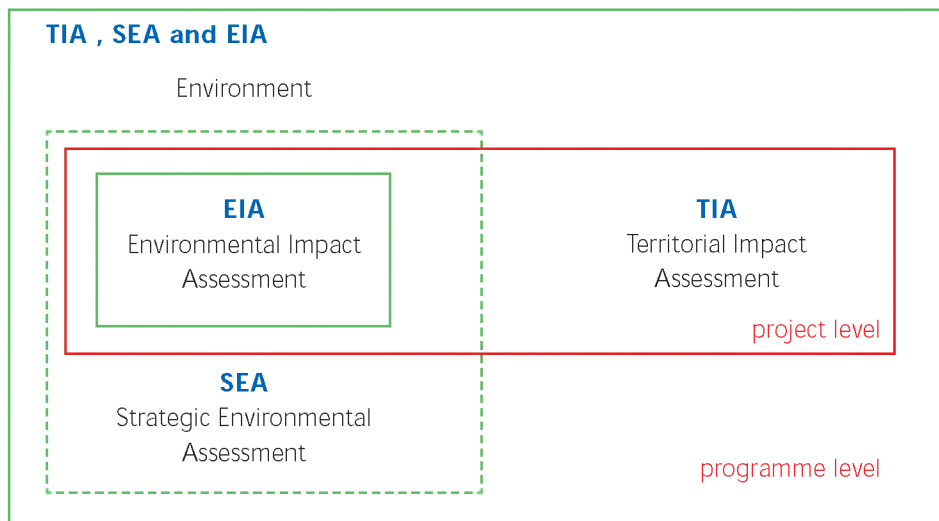 TIA , SEA and EIA
Environment
EIA
Environmental Impact
Assessment
TIA
Territorial Impact
Assessment
project level
SEA
Strategic Environmental
Assessment
programme level